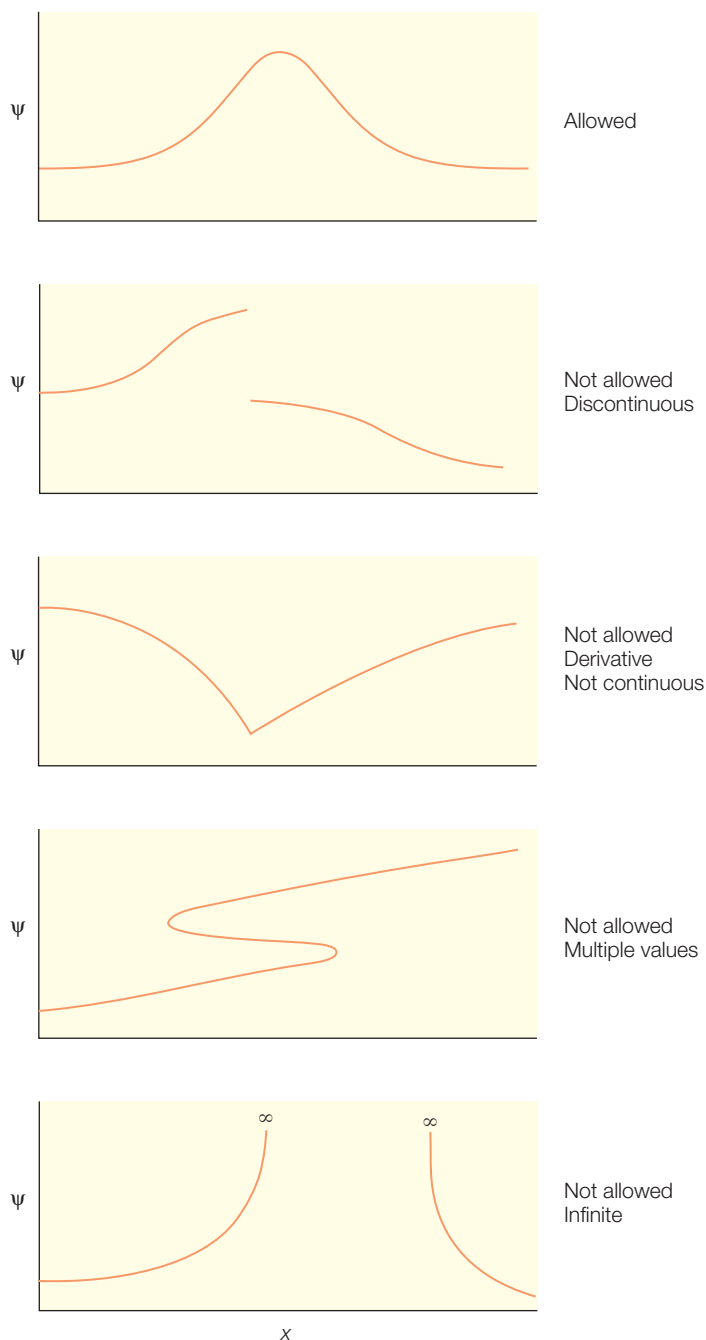 ψ
Allowed
ψ
Not allowed
Discontinuous
ψ
Not allowed
Derivative
Not continuous
ψ
Not allowed
Multiple values
∞
∞
ψ
Not allowed
Infinite
x